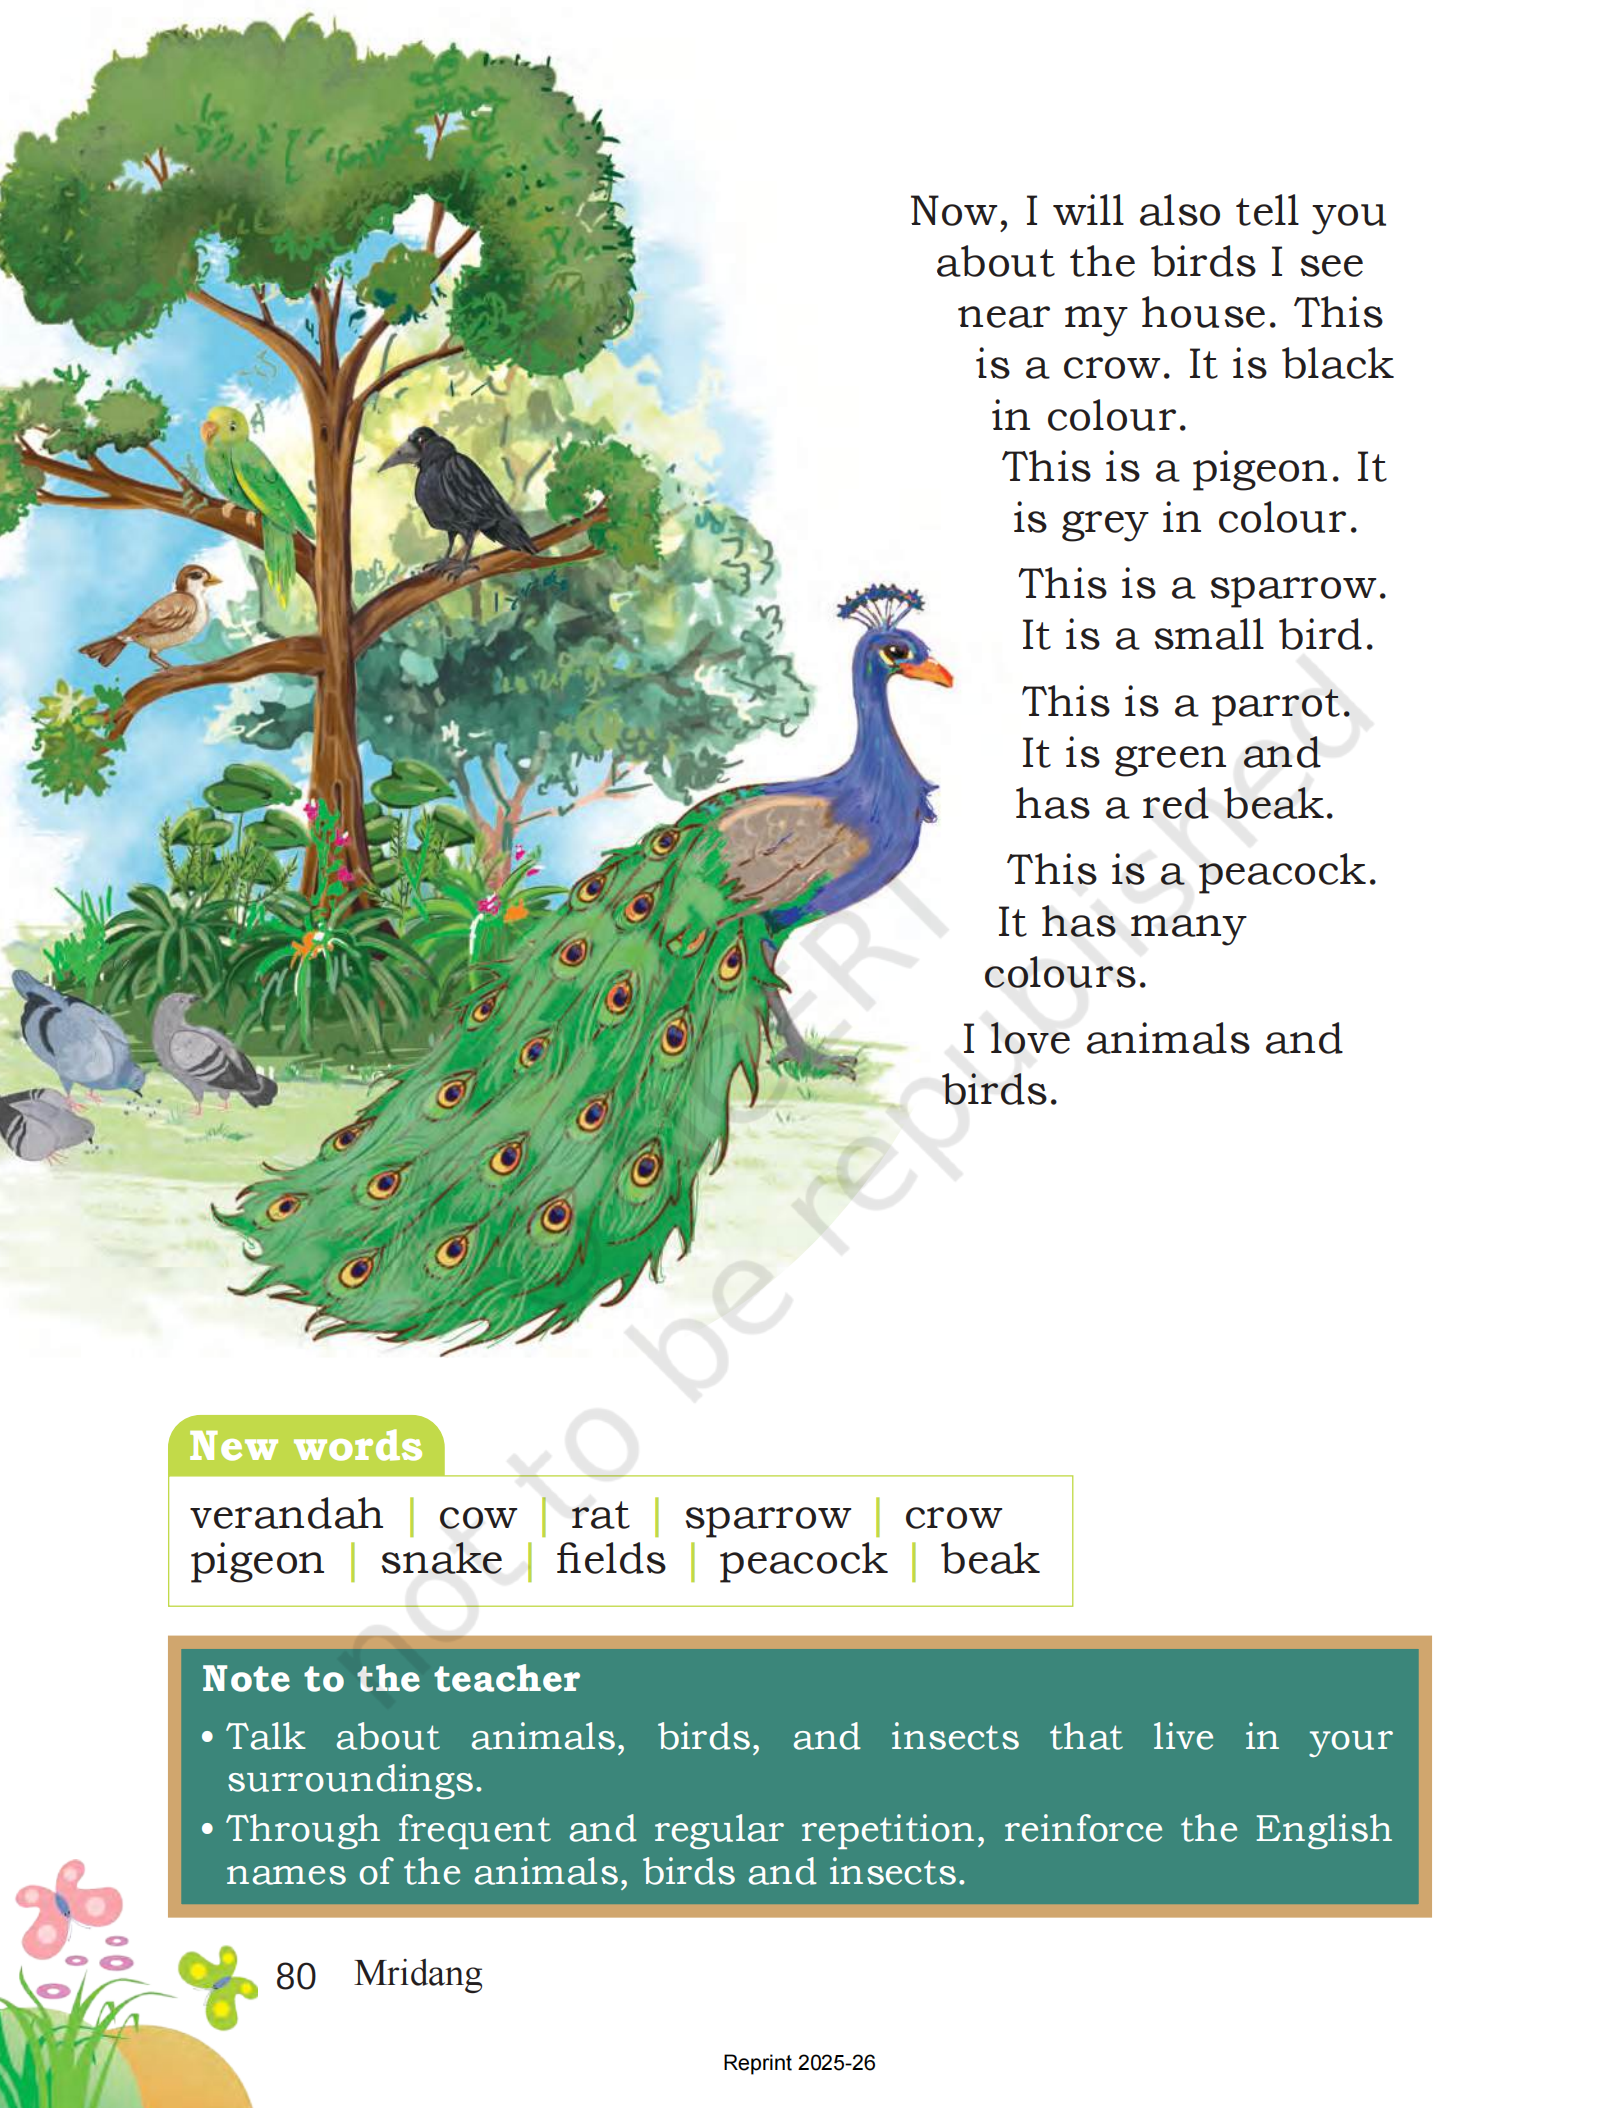 Now, I will also tell you
about the birds I see
near my house. This
is a crow. It is black
in colour.
This is a pigeon. It
is grey in colour.
This is a sparrow.
It is a small bird.
This is a parrot.
It is green and
has a red beak.
This is a peacock.
It has many
colours.
I love animals and
birds.
New words
verandah | cow | rat | sparrow | crow
pigeon | snake | fields | peacock | beak
Note to the teacher
• Talk about animals, birds, and insects that live in your
surroundings.
• Through frequent and regular repetition, reinforce the English
names of the animals, birds and insects.
80 Mridang
Reprint 2025-26
not to be republished